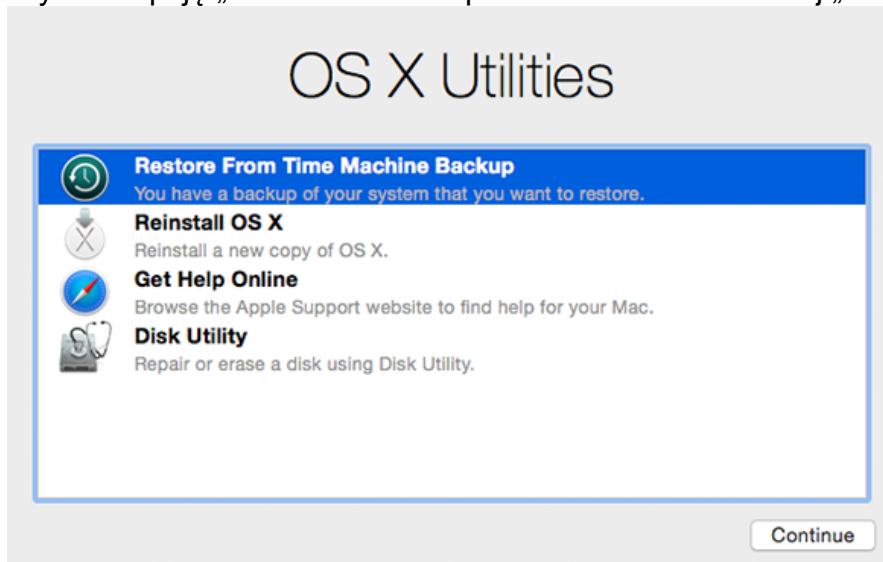 OS X Utilities
Restore From Time Machine Backup
You have a backup of your system that you want to restore.
Reinstall OS X
Reinstall a new copy of OS X.
Get Help Online
Browse the Apple Support website to find help for your Mac.
Disk Utility
Repair or erase a disk using Disk Utility.
Continue